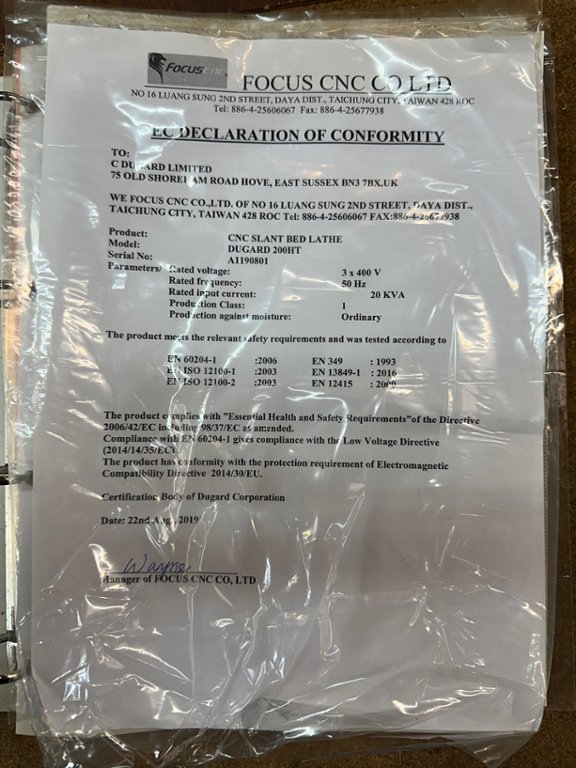 FOCUS CNC
FOCUS CNC CO LTD
NO 16 LUANG SUNG 2ND STREET, DAYA DIST., TAICHUNG CITY, TAIWAN 428 ROC
Tel: 886-4-25606067 Fax: 886-4-25677938
EC DECLARATION OF CONFORMITY
TO:
C DUGARD LIMITED
75 OLD SHOREHAM ROAD HOVE, EAST SUSSEX BN3 7BX,UK
WE FOCUS CNC CO.,LTD. OF NO 16 LUANG SUNG 2ND STREET, DAYA DIST.,
TAICHUNG CITY, TAIWAN 428 ROC Tel: 886-4-25606067 FAX:886-4-25677938
Product: CNC SLANT BED LATHE
Model: DUGARD 200HT
Serial No: A1190801
Parameters/ Rated voltage: 3 x 400 V
Rated frequency: 50 Hz
Rated input current: 20 KVA
Production Class: 1
Production against moisture: Ordinary
The product meets the relevant safety requirements and was tested according to
EN 60204-1 :2006 EN 349 : 1993
EN ISO 12100-1 :2003 EN 13849-1 : 2016
EN ISO 12100-2 :2003 EN 12415 : 2000
The product complies with "Essential Health and Safety Requirements"of the Directive
2006/42/EC including 98/37/EC as amended.
Compliance with EN 60204-1 gives compliance with the Low Voltage Directive
(2014/14/35/EC)
The product has conformity with the protection requirement of Electromagnetic
Compatibility Directive 2014/30/EU.
Certification Body of Dugard Corporation
Date: 22nd Aug, 2019
Wayne
Manager of FOCUS CNC CO, LTD